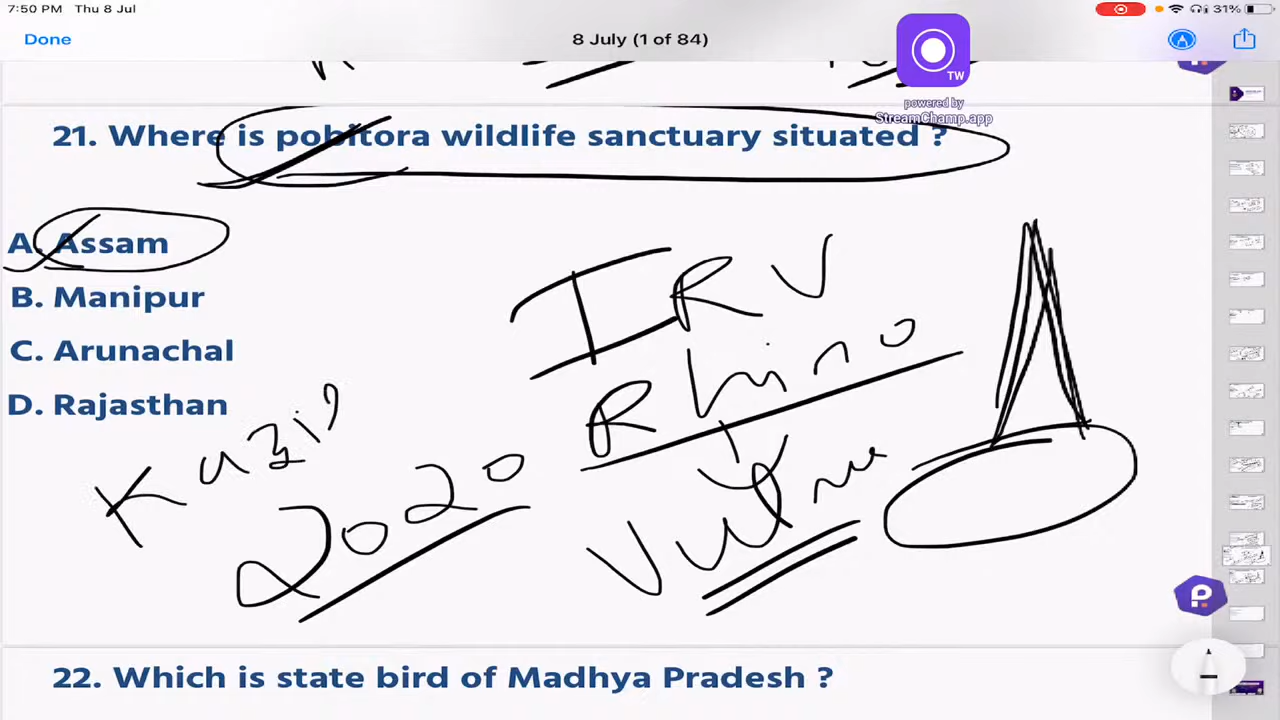 7:50 PM Thu 8 Jul
31%
Done
8 July (1 of 84)
TW
powered by
StreamChamp.app
21. Where is pobitora wildlife sanctuary situated ?
A. Assam
B. Manipur
C. Arunachal
D. Rajasthan
IRV
Rhino
Kazi
2020
P
22. Which is state bird of Madhya Pradesh ?